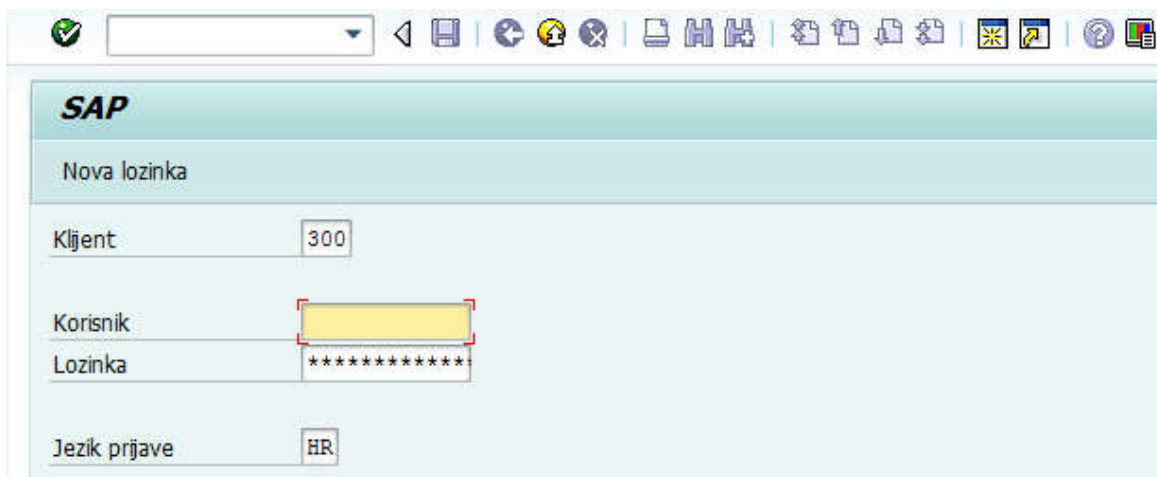 SAP
Nova lozinka
Klijent 300
Korisnik
Lozinka *************
Jezik prijave HR